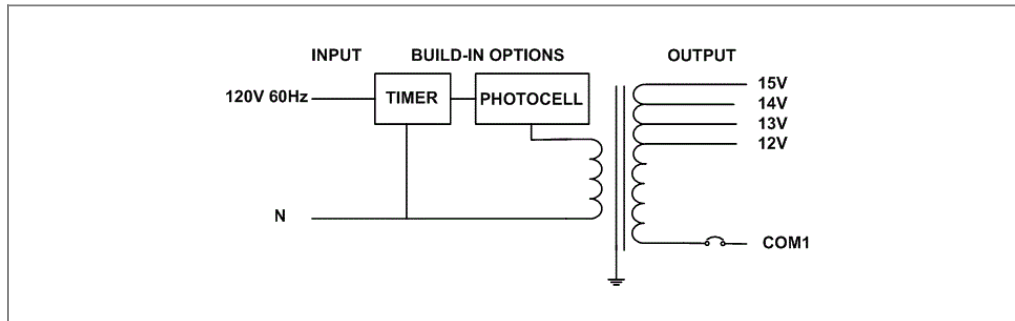 INPUT BUILD-IN OPTIONS OUTPUT
120V 60Hz TIMER PHOTOCELL 15V
14V
13V
12V
N
COM1